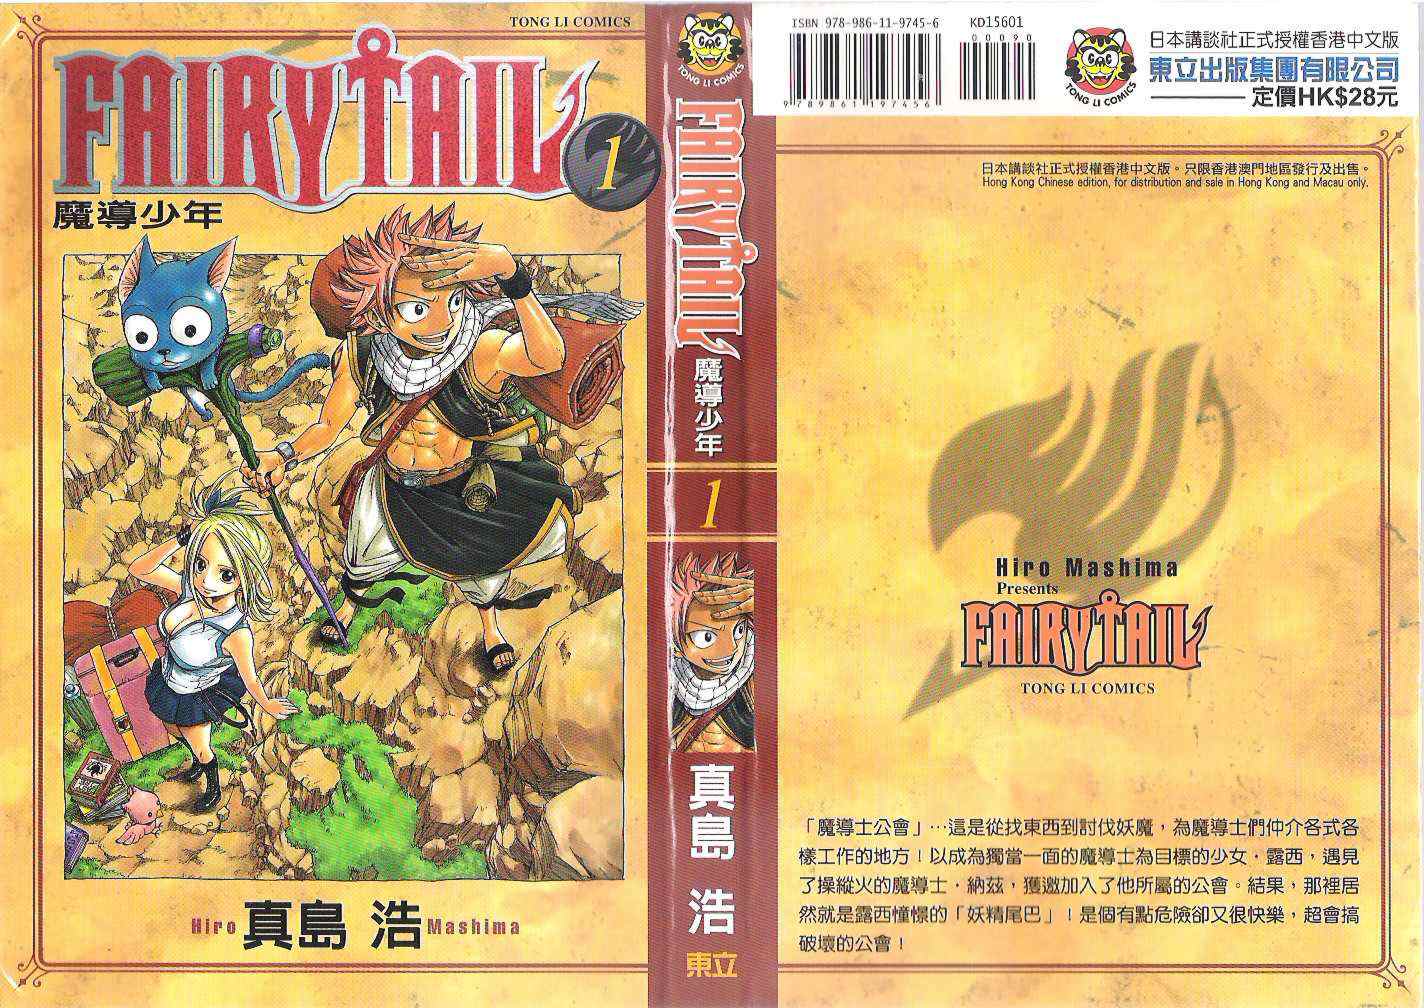 TONG LI COMICS
FAIRY TAIL
1
魔導少年
Hiro 真島 浩 Mashima
TONG LI COMICS
FAIRY TAIL
魔導少年
1
真島 浩
東立
ISBN 978-986-11-9745-6
KD15601
00090
9789861197456
TONG LI COMICS
日本講談社正式授權香港中文版
東立出版集團有限公司
定價HK$28元
日本講談社正式授權香港中文版。只限香港澳門地區發行及出售。
Hong Kong Chinese edition, for distribution and sale in Hong Kong and Macau only.
Hiro Mashima
Presents
FAIRY TAIL
TONG LI COMICS
「魔導士公會」…這是從找東西到討伐妖魔，為魔導士們仲介各式各
樣工作的地方！以成為獨當一面的魔導士為目標的少女・露西，遇見
了操縱火的魔導士・納茲，獲邀加入了他所屬的公會。結果，那裡居
然就是露西憧憬的「妖精尾巴」！是個有點危險卻又很快樂，超會搞
破壞的公會！